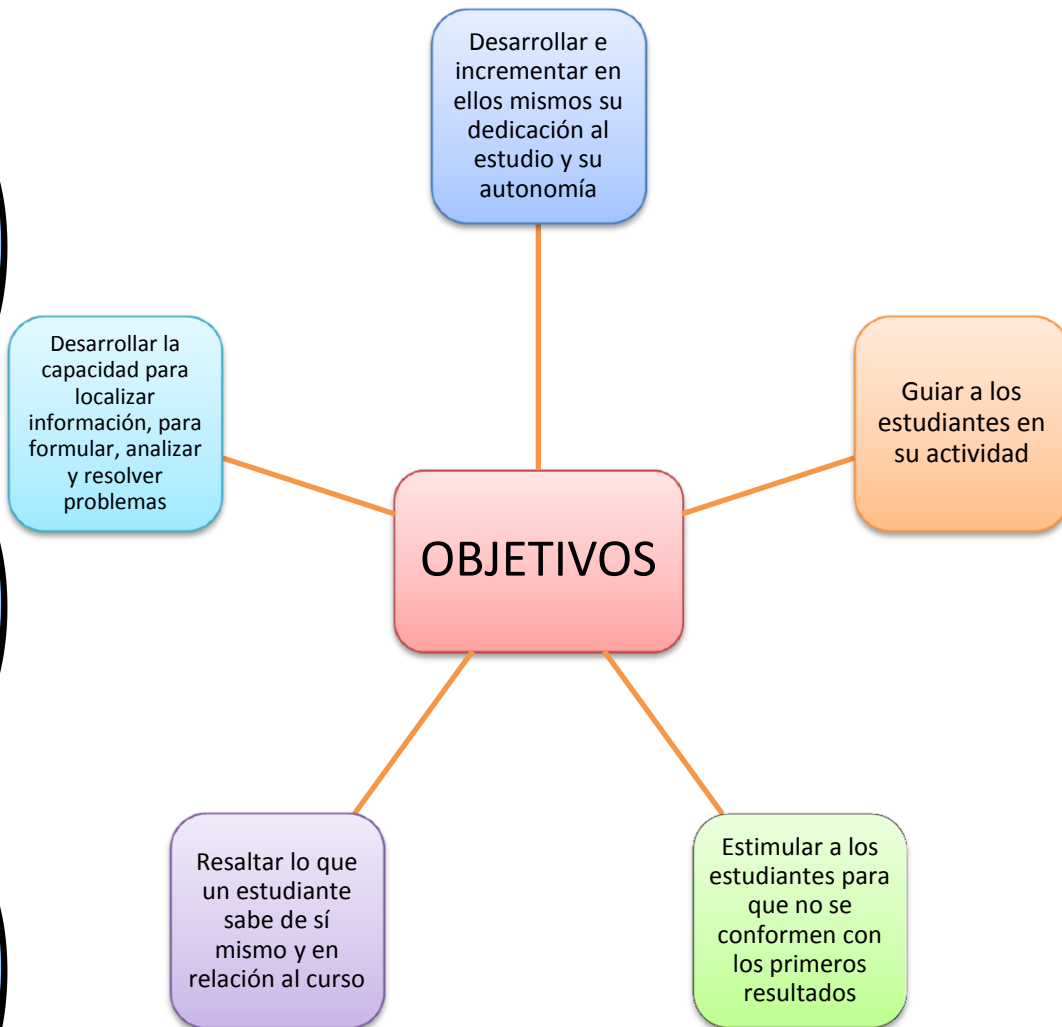 Desarrollar e
incrementar en
ellos mismos su
dedicación al
estudio y su
autonomía
Desarrollar la
capacidad para
localizar
información, para
formular, analizar
y resolver
problemas
Guiar a los
estudiantes en
su actividad
OBJETIVOS
Resaltar lo que
un estudiante
sabe de sí
mismo y en
relación al curso
Estimular a los
estudiantes para
que no se
conformen con
los primeros
resultados